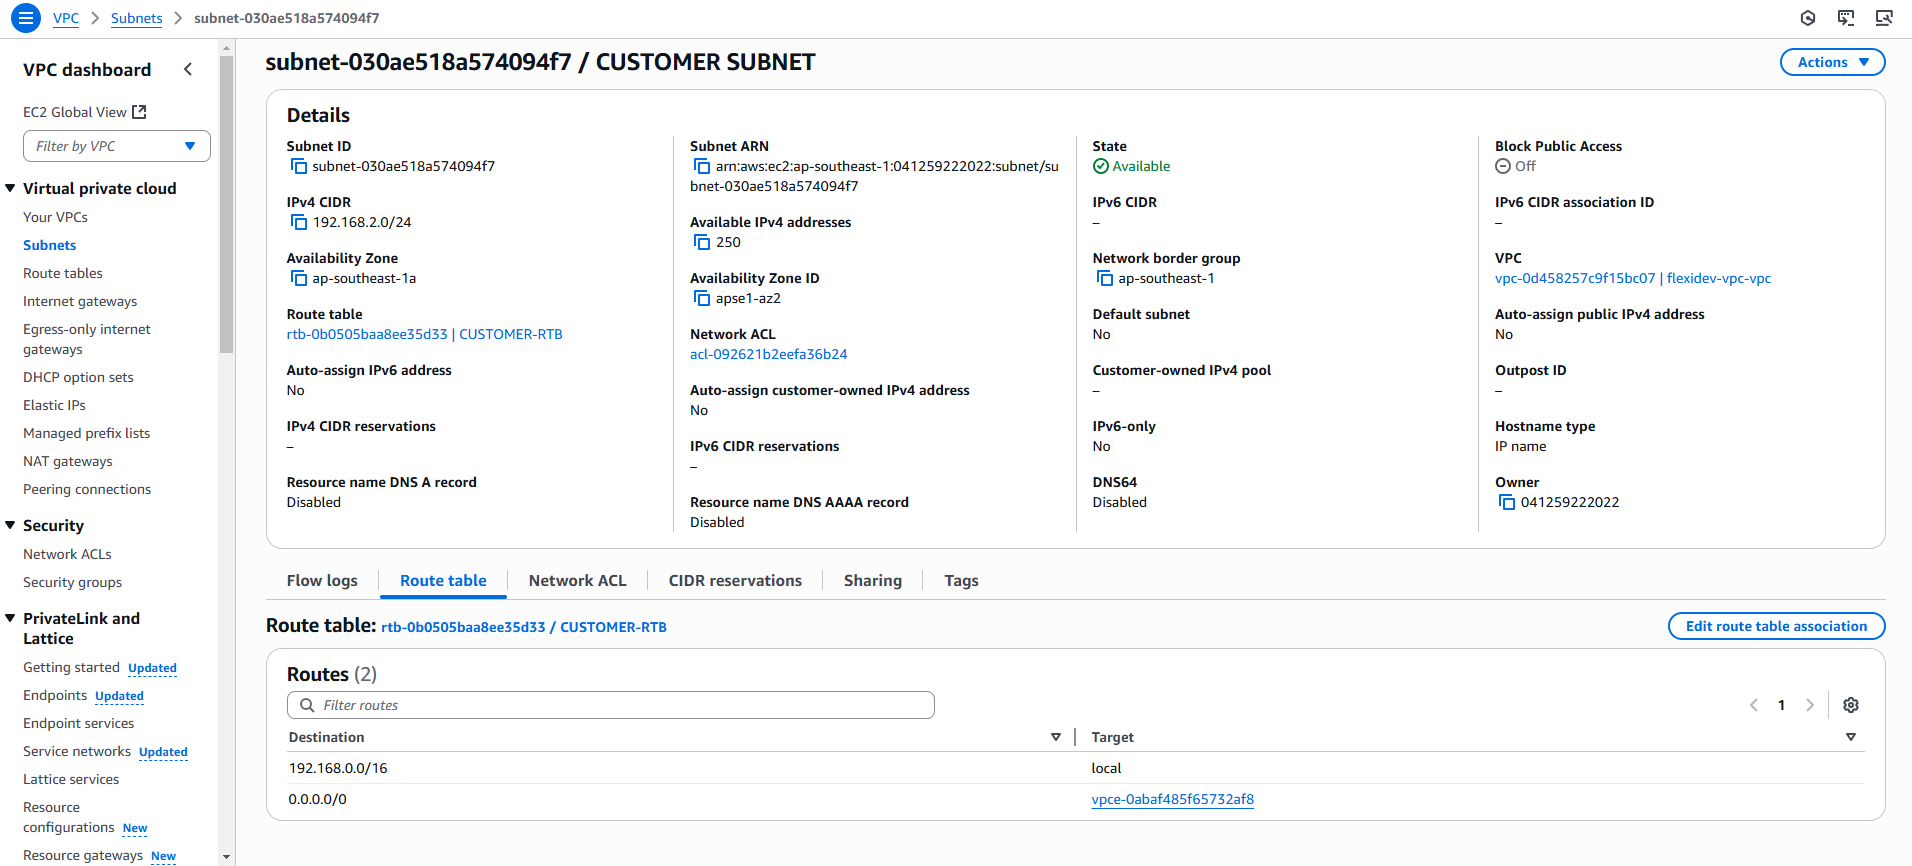 VPC > Subnets > subnet-030ae518a574094f7
VPC dashboard
EC2 Global View
Filter by VPC
Virtual private cloud
Your VPCs
Subnets
Route tables
Internet gateways
Egress-only internet
gateways
DHCP option sets
Elastic IPs
Managed prefix lists
NAT gateways
Peering connections
Security
Network ACLs
Security groups
PrivateLink and
Lattice
Getting started Updated
Endpoints Updated
Endpoint services
Service networks Updated
Lattice services
Resource
configurations New
Resource gateways New
subnet-030ae518a574094f7 / CUSTOMER SUBNET
Actions
Details
Subnet ID
subnet-030ae518a574094f7
IPv4 CIDR
192.168.2.0/24
Availability Zone
ap-southeast-1a
Route table
rtb-0b0505baa8ee35d33 | CUSTOMER-RTB
Auto-assign IPv6 address
No
IPv4 CIDR reservations
–
Resource name DNS A record
Disabled
Subnet ARN
arn:aws:ec2:ap-southeast-1:041259222022:subnet/su
bnet-030ae518a574094f7
Available IPv4 addresses
250
Availability Zone ID
apse1-az2
Network ACL
acl-092621b2eefa36b24
Auto-assign customer-owned IPv4 address
No
IPv6 CIDR reservations
–
Resource name DNS AAAA record
Disabled
State
Available
IPv6 CIDR
–
Network border group
ap-southeast-1
Default subnet
No
Customer-owned IPv4 pool
–
IPv6-only
No
DNS64
Disabled
Block Public Access
Off
IPv6 CIDR association ID
–
VPC
vpc-0d458257c9f15bc07 | flexidev-vpc-vpc
Auto-assign public IPv4 address
No
Outpost ID
–
Hostname type
IP name
Owner
041259222022
Flow logs
Route table
Network ACL
CIDR reservations
Sharing
Tags
Route table: rtb-0b0505baa8ee35d33 / CUSTOMER-RTB
Edit route table association
Routes (2)
Filter routes
1
Destination Target
192.168.0.0/16 local
0.0.0.0/0 vpce-0abaf485f65732af8